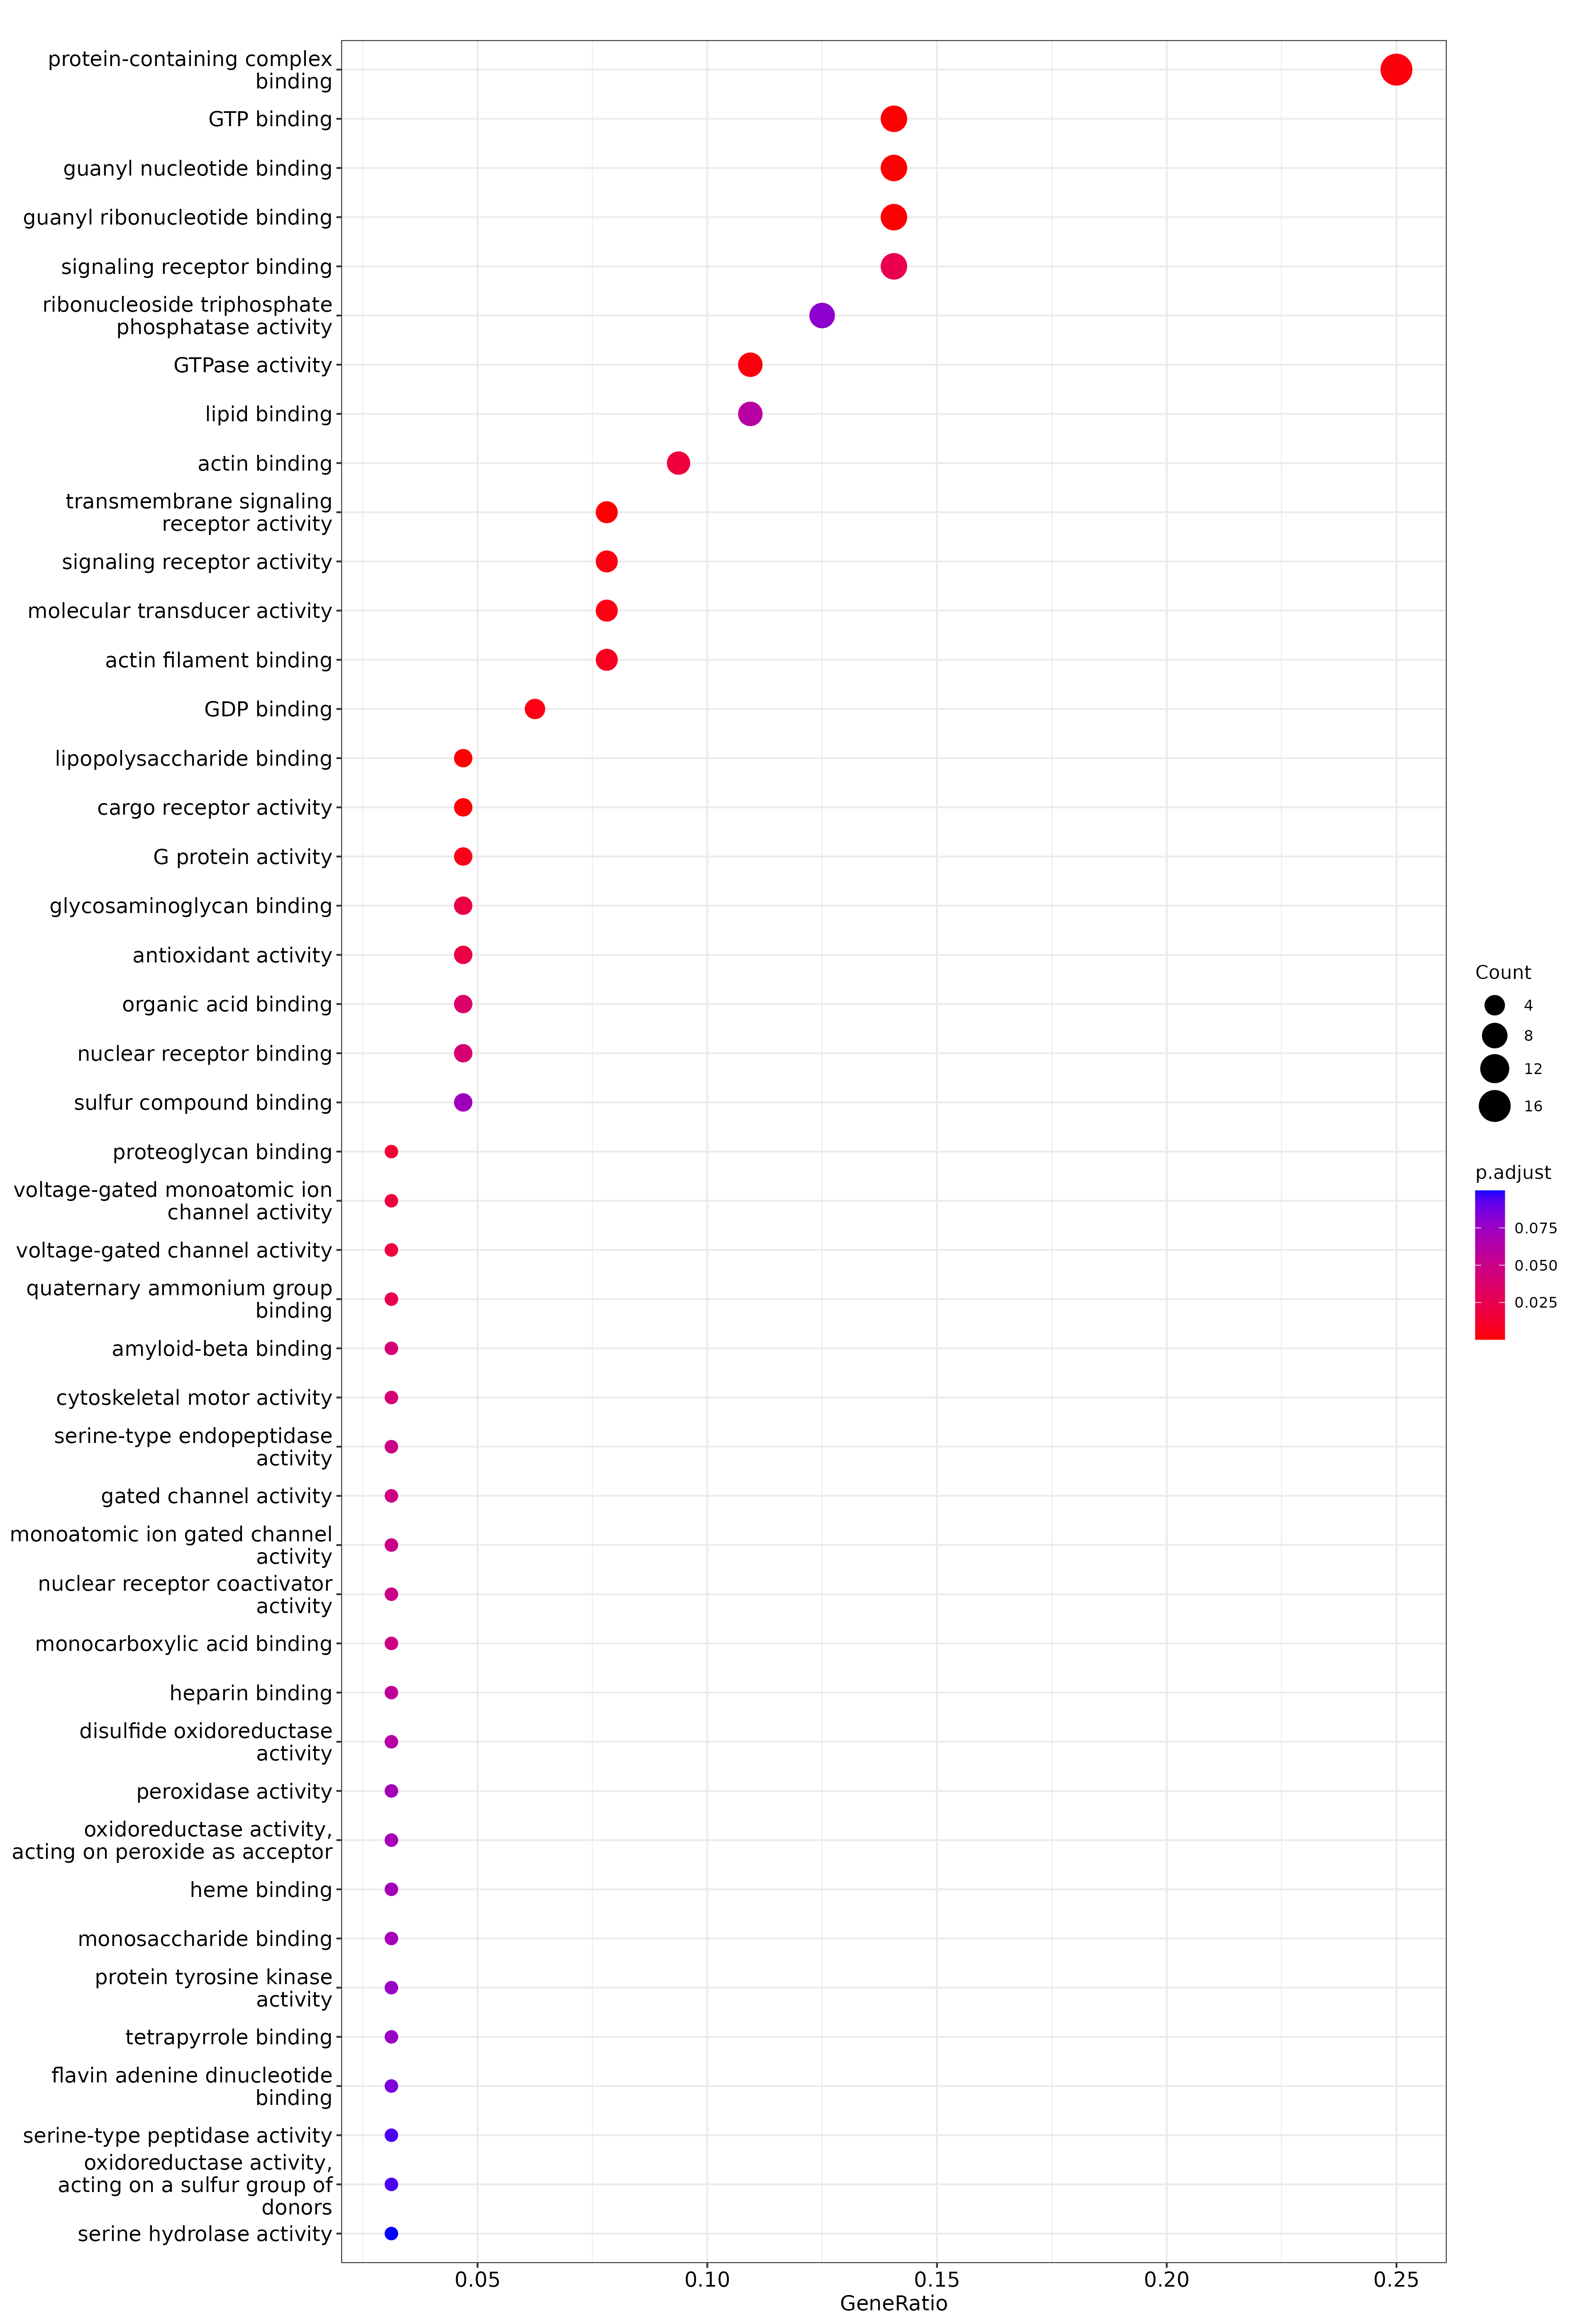 protein-containing complex
binding
GTP binding
guanyl nucleotide binding
guanyl ribonucleotide binding
signaling receptor binding
ribonucleoside triphosphate
phosphatase activity
GTPase activity
lipid binding
actin binding
transmembrane signaling
receptor activity
signaling receptor activity
molecular transducer activity
actin filament binding
GDP binding
lipopolysaccharide binding
cargo receptor activity
G protein activity
glycosaminoglycan binding
antioxidant activity
organic acid binding
nuclear receptor binding
sulfur compound binding
proteoglycan binding
voltage-gated monoatomic ion
channel activity
voltage-gated channel activity
quaternary ammonium group
binding
amyloid-beta binding
cytoskeletal motor activity
serine-type endopeptidase
activity
gated channel activity
monoatomic ion gated channel
activity
nuclear receptor coactivator
activity
monocarboxylic acid binding
heparin binding
disulfide oxidoreductase
activity
peroxidase activity
oxidoreductase activity,
acting on peroxide as acceptor
heme binding
monosaccharide binding
protein tyrosine kinase
activity
tetrapyrrole binding
flavin adenine dinucleotide
binding
serine-type peptidase activity
oxidoreductase activity,
acting on a sulfur group of
donors
serine hydrolase activity
0.05 0.10 0.15 0.20 0.25
GeneRatio
Count
4
8
12
16
p.adjust
0.075
0.050
0.025